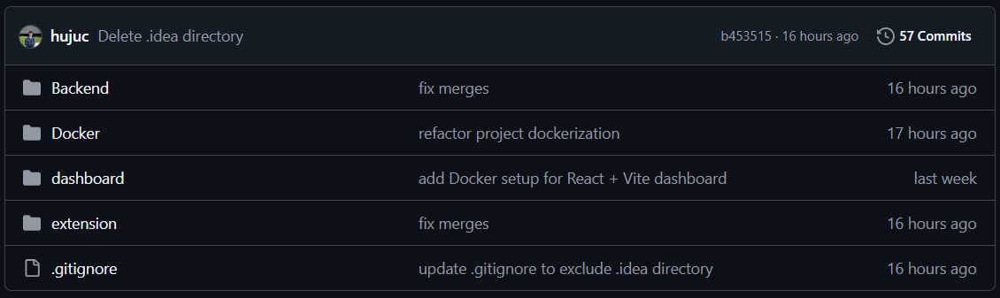 hujuc Delete .idea directory b453515 · 16 hours ago 57 Commits
Backend fix merges 16 hours ago
Docker refactor project dockerization 17 hours ago
dashboard add Docker setup for React + Vite dashboard last week
extension fix merges 16 hours ago
.gitignore update .gitignore to exclude .idea directory 16 hours ago